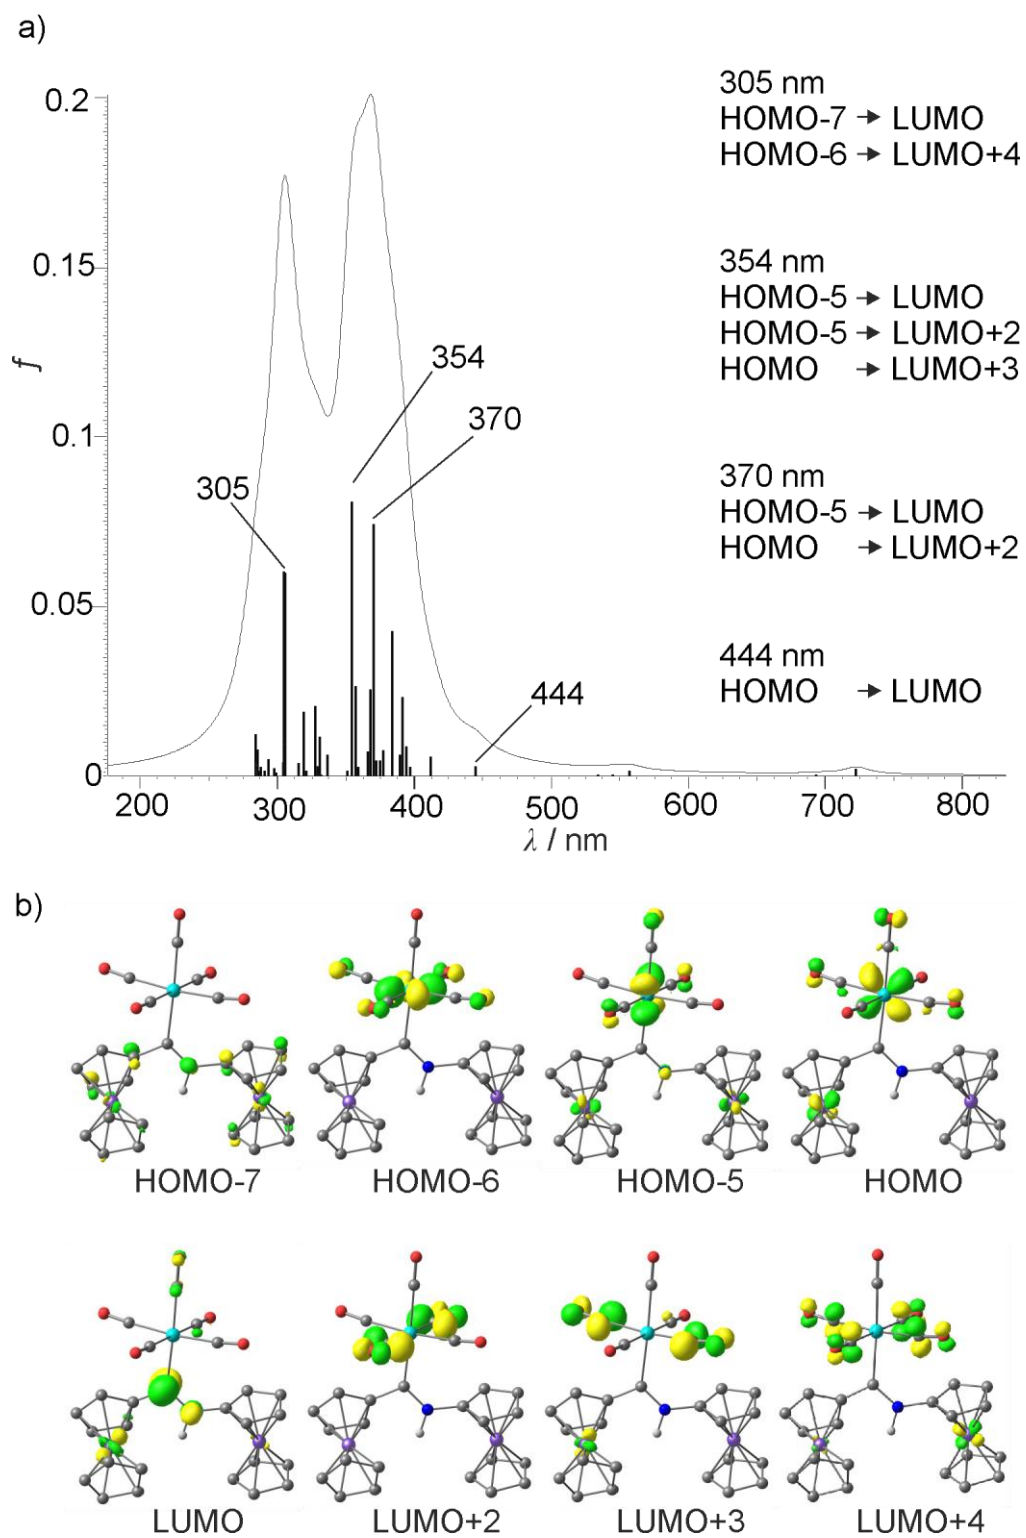 a)
0.2
0.15
0.1
0.05
0
f
305
354
370
444
200 300 400 500 600 700 800
λ / nm
305 nm
HOMO-7 → LUMO
HOMO-6 → LUMO+4
354 nm
HOMO-5 → LUMO
HOMO-5 → LUMO+2
HOMO → LUMO+3
370 nm
HOMO-5 → LUMO
HOMO → LUMO+2
444 nm
HOMO → LUMO
b)
HOMO-7 HOMO-6 HOMO-5 HOMO
LUMO LUMO+2 LUMO+3 LUMO+4